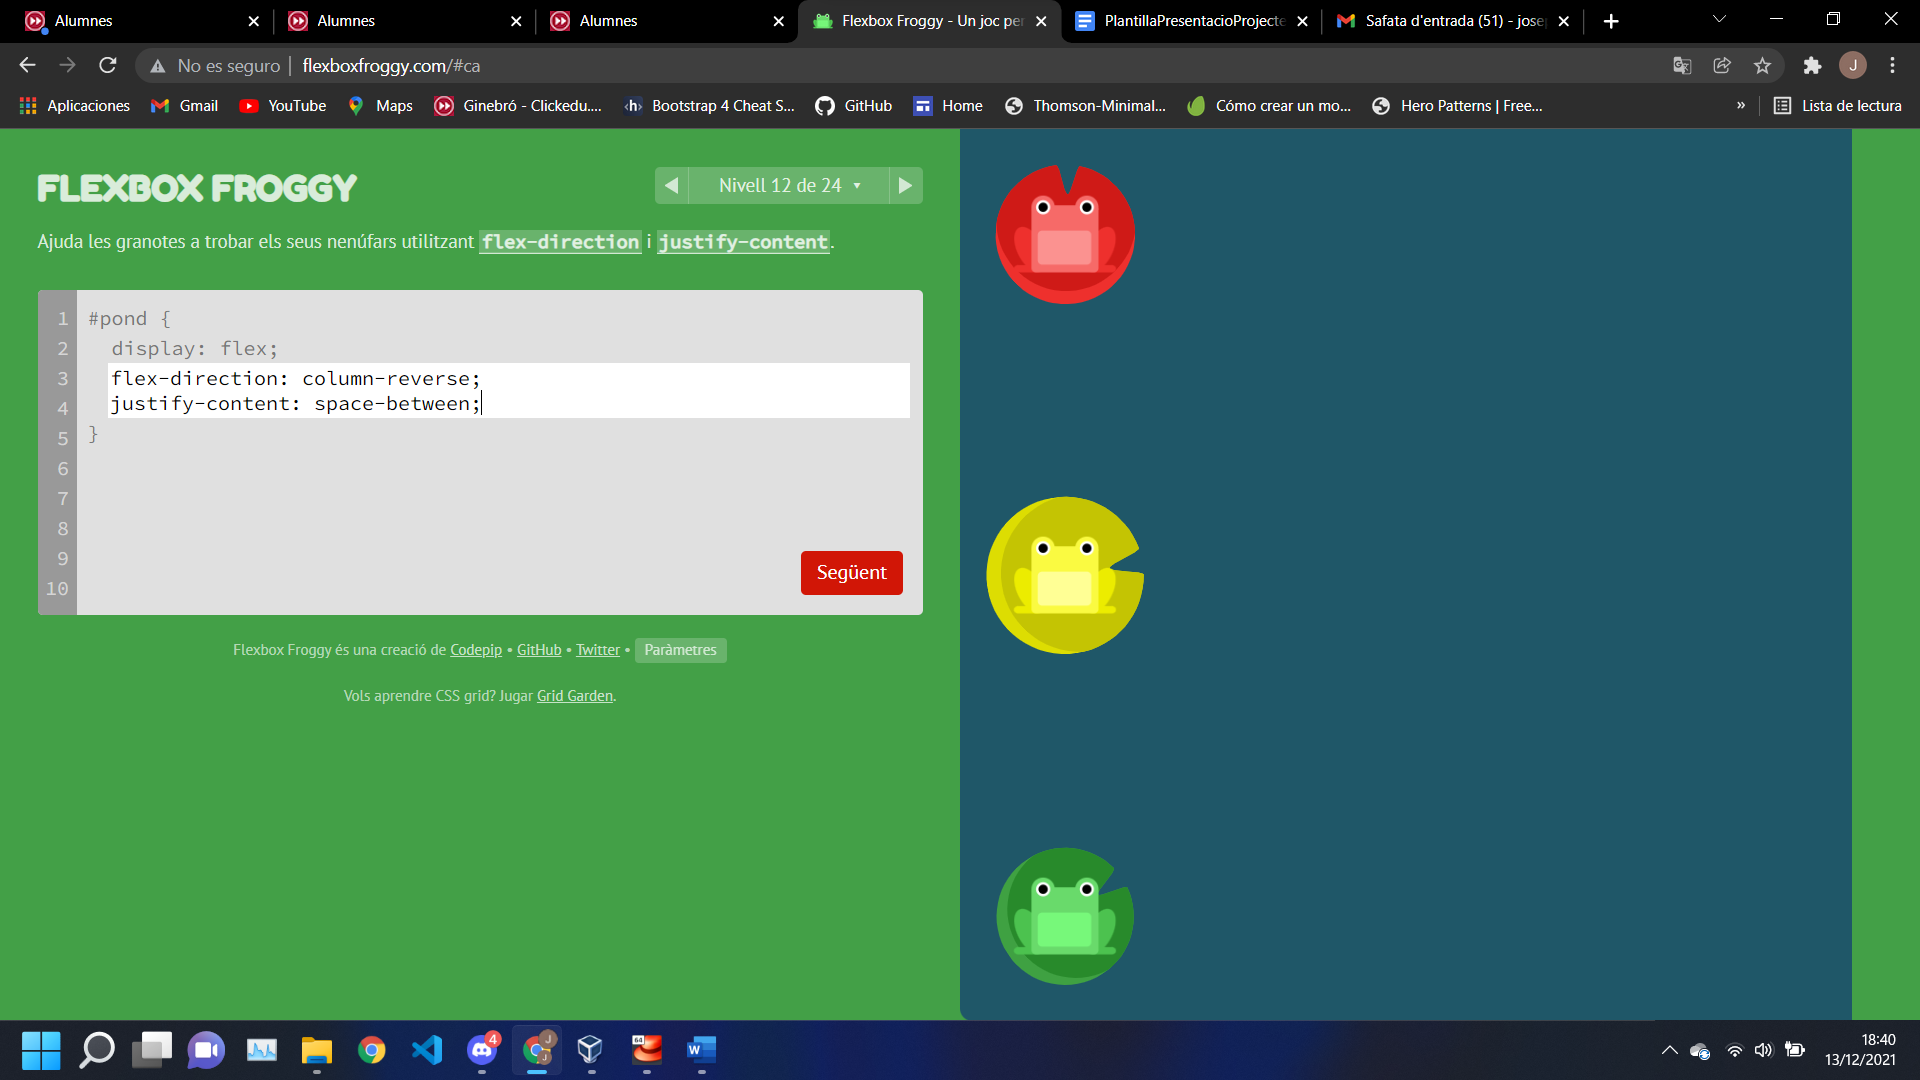 Alumnes
Alumnes
Alumnes
Flexbox Froggy - Un joc per
PlantillaPresentacioProjecte
Safata d'entrada (51) - josep
No es seguro | flexboxfroggy.com/#ca
J
Aplicaciones
Gmail
YouTube
Maps
Ginebró - Clickedu....
Bootstrap 4 Cheat S...
GitHub
Home
Thomson-Minimal...
Cómo crear un mo...
Hero Patterns | Free...
»
Lista de lectura
FLEXBOX FROGGY
Nivell 12 de 24
Ajuda les granotes a trobar els seus nenúfars utilitzant flex-direction i justify-content.
1 #pond {
2 display: flex;
3 flex-direction: column-reverse;
4 justify-content: space-between;
5 }
6
7
8
9
10
Següent
Flexbox Froggy és una creació de Codepip • GitHub • Twitter • Paràmetres
Vols aprendre CSS grid? Jugar Grid Garden.
4
J
J
64
W
18:40
13/12/2021